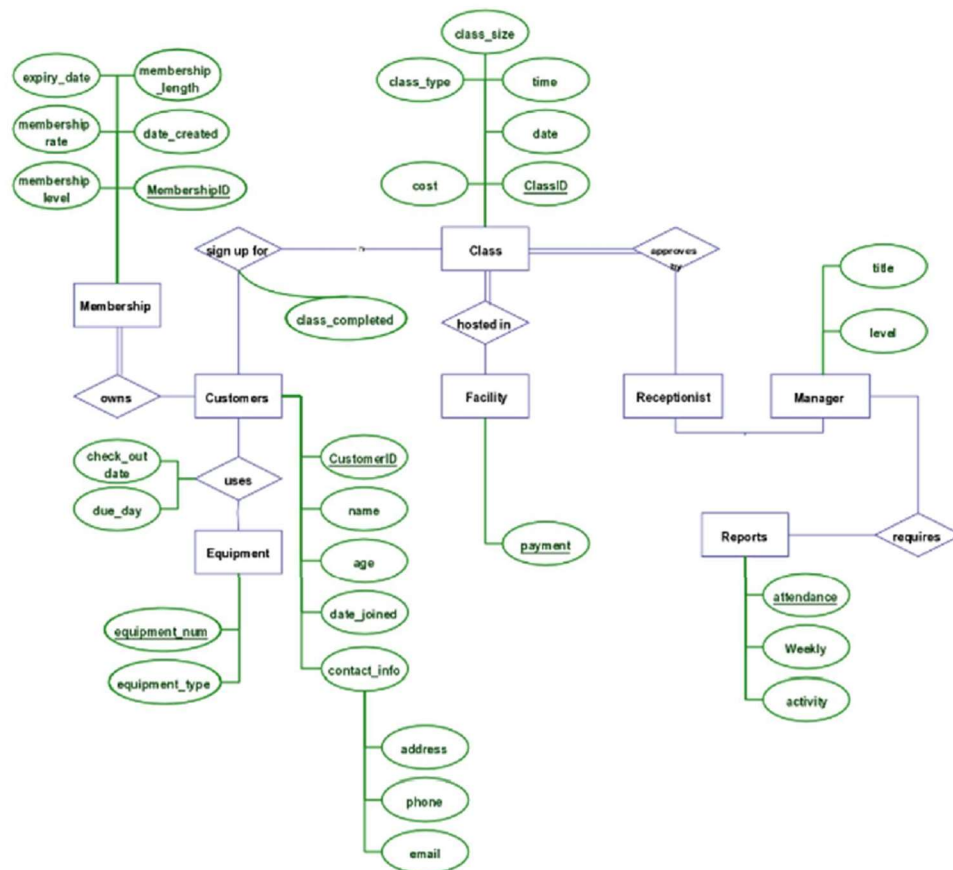 class_size
expiry_date
membership
_length
class_type
time
membership
rate
date_created
date
membership
level
MembershipID
cost
ClassID
sign up for
n
Class
approves
by
title
Membership
class_completed
hosted in
level
owns
Customers
Facility
Receptionist
Manager
check_out
date
CustomerID
uses
due_day
name
payment
Reports
requires
Equipment
age
attendance
equipment_num
date_joined
Weekly
equipment_type
contact_info
activity
address
phone
email